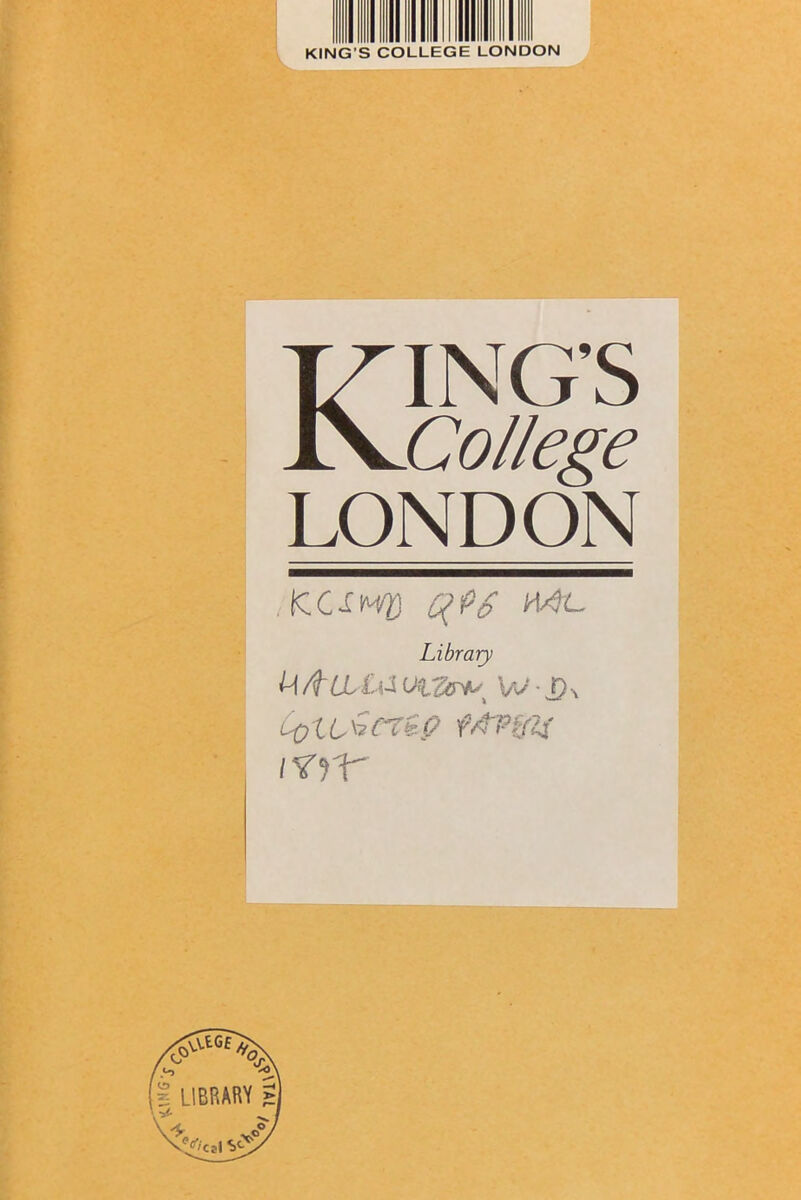 KING'S COLLEGE LONDON
KING'S
College
LONDON
KCSMD QP6 HAL
Library
HALLIBURTON, W.D.
COLLECTED PAPERS
KING'S COLLEGE HOSPITAL
LIBRARY
Medical School